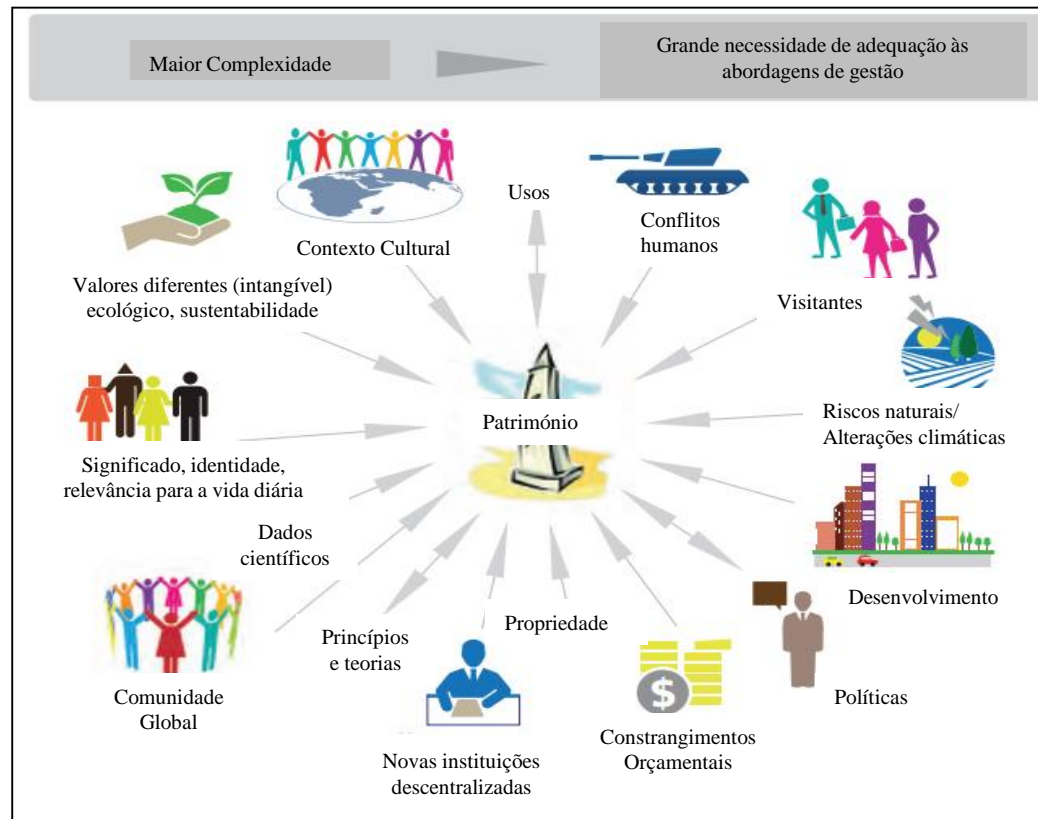 Maior Complexidade
Grande necessidade de adequação às
abordagens de gestão
Usos
Conflitos
humanos
Contexto Cultural
Valores diferentes (intangível)
ecológico, sustentabilidade
Visitantes
Património
Riscos naturais/
Alterações climáticas
Significado, identidade,
relevância para a vida diária
Dados
científicos
Desenvolvimento
Propriedade
Princípios
e teorias
Comunidade
Global
$
Políticas
Novas instituições
descentralizadas
Constrangimentos
Orçamentais